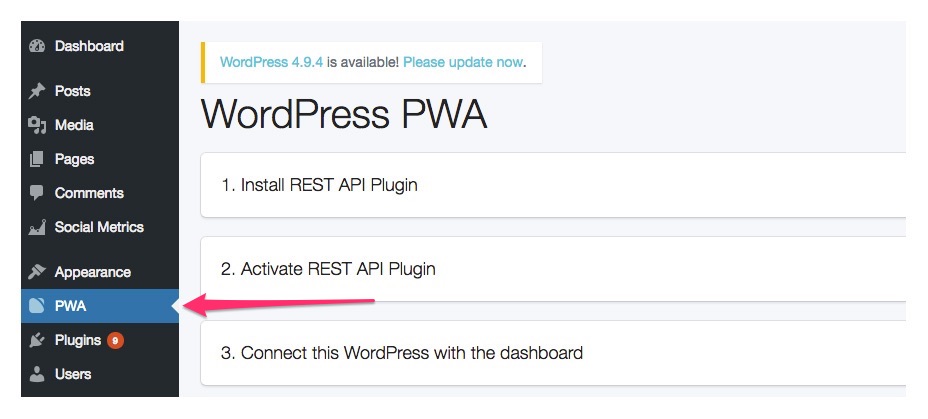 Dashboard
Posts
Media
Pages
Comments
Social Metrics
Appearance
PWA
Plugins 9
Users
WordPress 4.9.4 is available! Please update now.
WordPress PWA
1. Install REST API Plugin
2. Activate REST API Plugin
3. Connect this WordPress with the dashboard